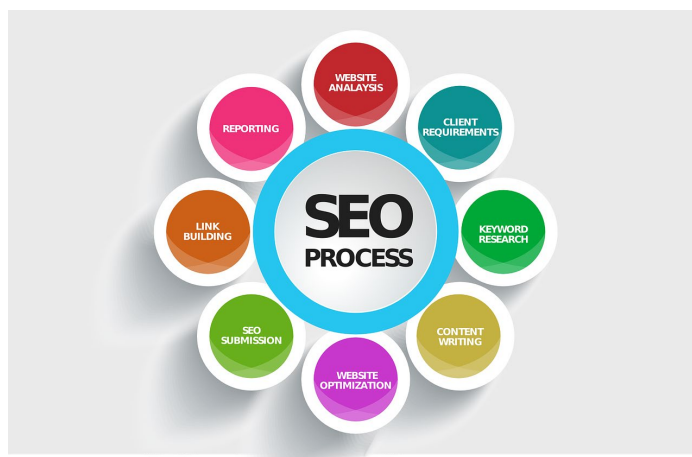 WEBSITE
ANALAYSIS
CLIENT
REQUIREMENTS
KEYWORD
RESEARCH
CONTENT
WRITING
WEBSITE
OPTIMIZATION
SEO
SUBMISSION
LINK
BUILDING
REPORTING
SEO
PROCESS